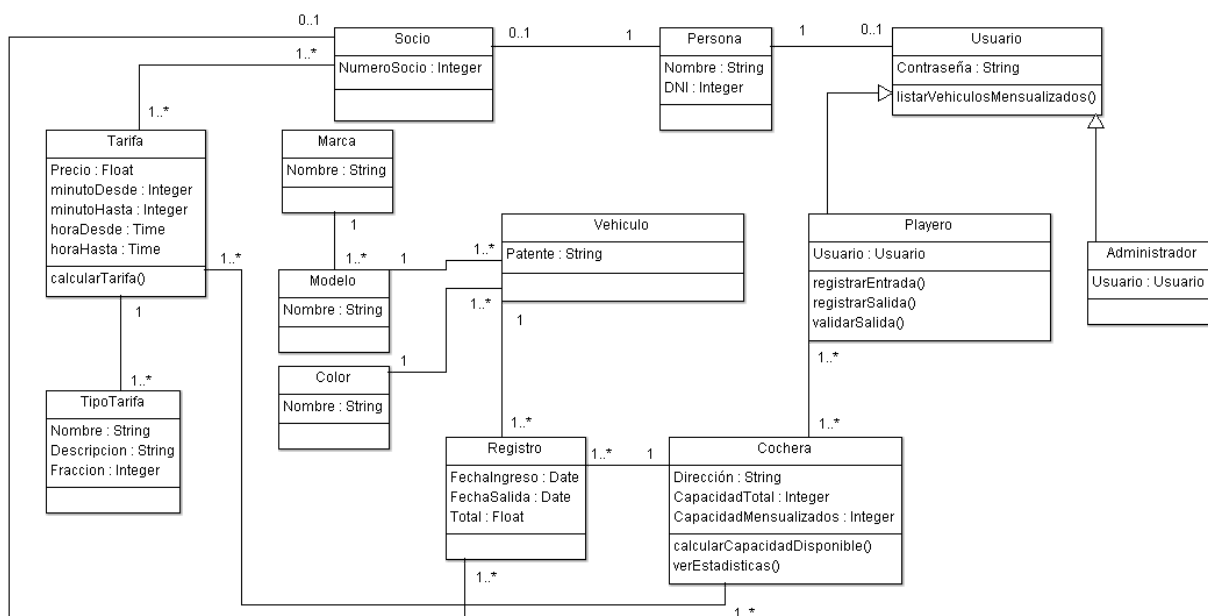 0..1
Socio
NumeroSocio : Integer
0..1
1
Persona
Nombre : String
DNI : Integer
1
0..1
Usuario
Contraseña : String
listarVehiculosMensualizados()
1..*
1..*
Tarifa
Precio : Float
minutoDesde : Integer
minutoHasta : Integer
horaDesde : Time
horaHasta : Time
calcularTarifa()
1..*
1
Marca
Nombre : String
1
1..*
Modelo
Nombre : String
1
1..*
Vehiculo
Patente : String
1..*
1
1
Color
Nombre : String
Playero
Usuario : Usuario
registrarEntrada()
registrarSalida()
validarSalida()
1..*
Administrador
Usuario : Usuario
1..*
TipoTarifa
Nombre : String
Descripcion : String
Fraccion : Integer
1..*
Registro
FechaIngreso : Date
FechaSalida : Date
Total : Float
1..*
1..*
1
1..*
Cochera
Dirección : String
CapacidadTotal : Integer
CapacidadMensualizados : Integer
calcularCapacidadDisponible()
verEstadisticas()
1..*